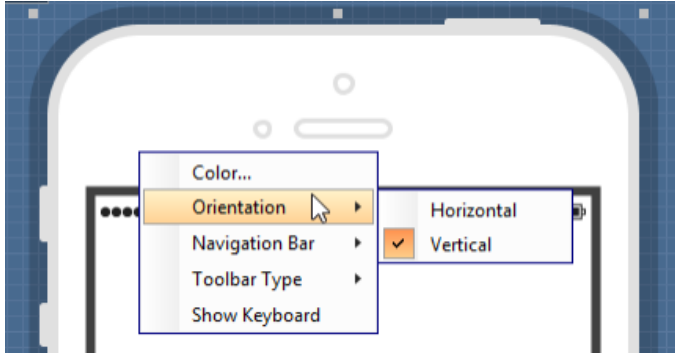 Color...
Orientation
Horizontal
Navigation Bar
Vertical
Toolbar Type
Show Keyboard